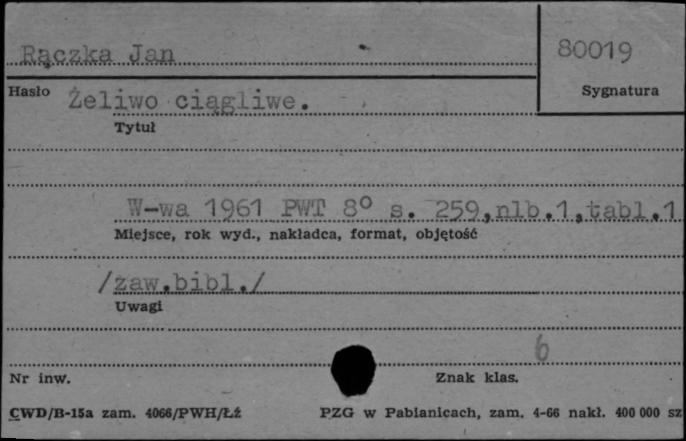 Rączka Jan
80019
Hasło
Sygnatura
Żeliwo ciągliwe.
Tytuł
W-wa 1961 PWT 8° s. 259,nlb.1,tabl.1
Miejsce, rok wyd., nakładca, format, objętość
/zaw.bibl./
Uwagi
6
Nr inw.
Znak klas.
CWD/B-15a zam. 4066/PWH/Łź
PZG w Pabianicach, zam. 4-66 nakł. 400 000 sz